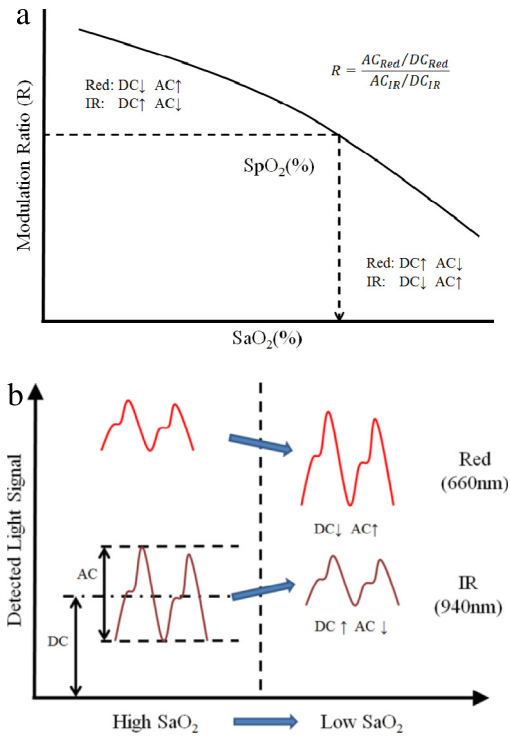 a
R = AC_Red/DC_Red
AC_IR/DC_IR
Red: DC↓ AC↑
IR: DC↑ AC↓
Modulation Ratio (R)
SpO₂(%)
Red: DC↑ AC↓
IR: DC↓ AC↑
SaO₂(%)
b
Detected Light Signal
Red
(660nm)
DC↓ AC↑
AC
IR
(940nm)
DC
DC ↑ AC ↓
High SaO₂ Low SaO₂